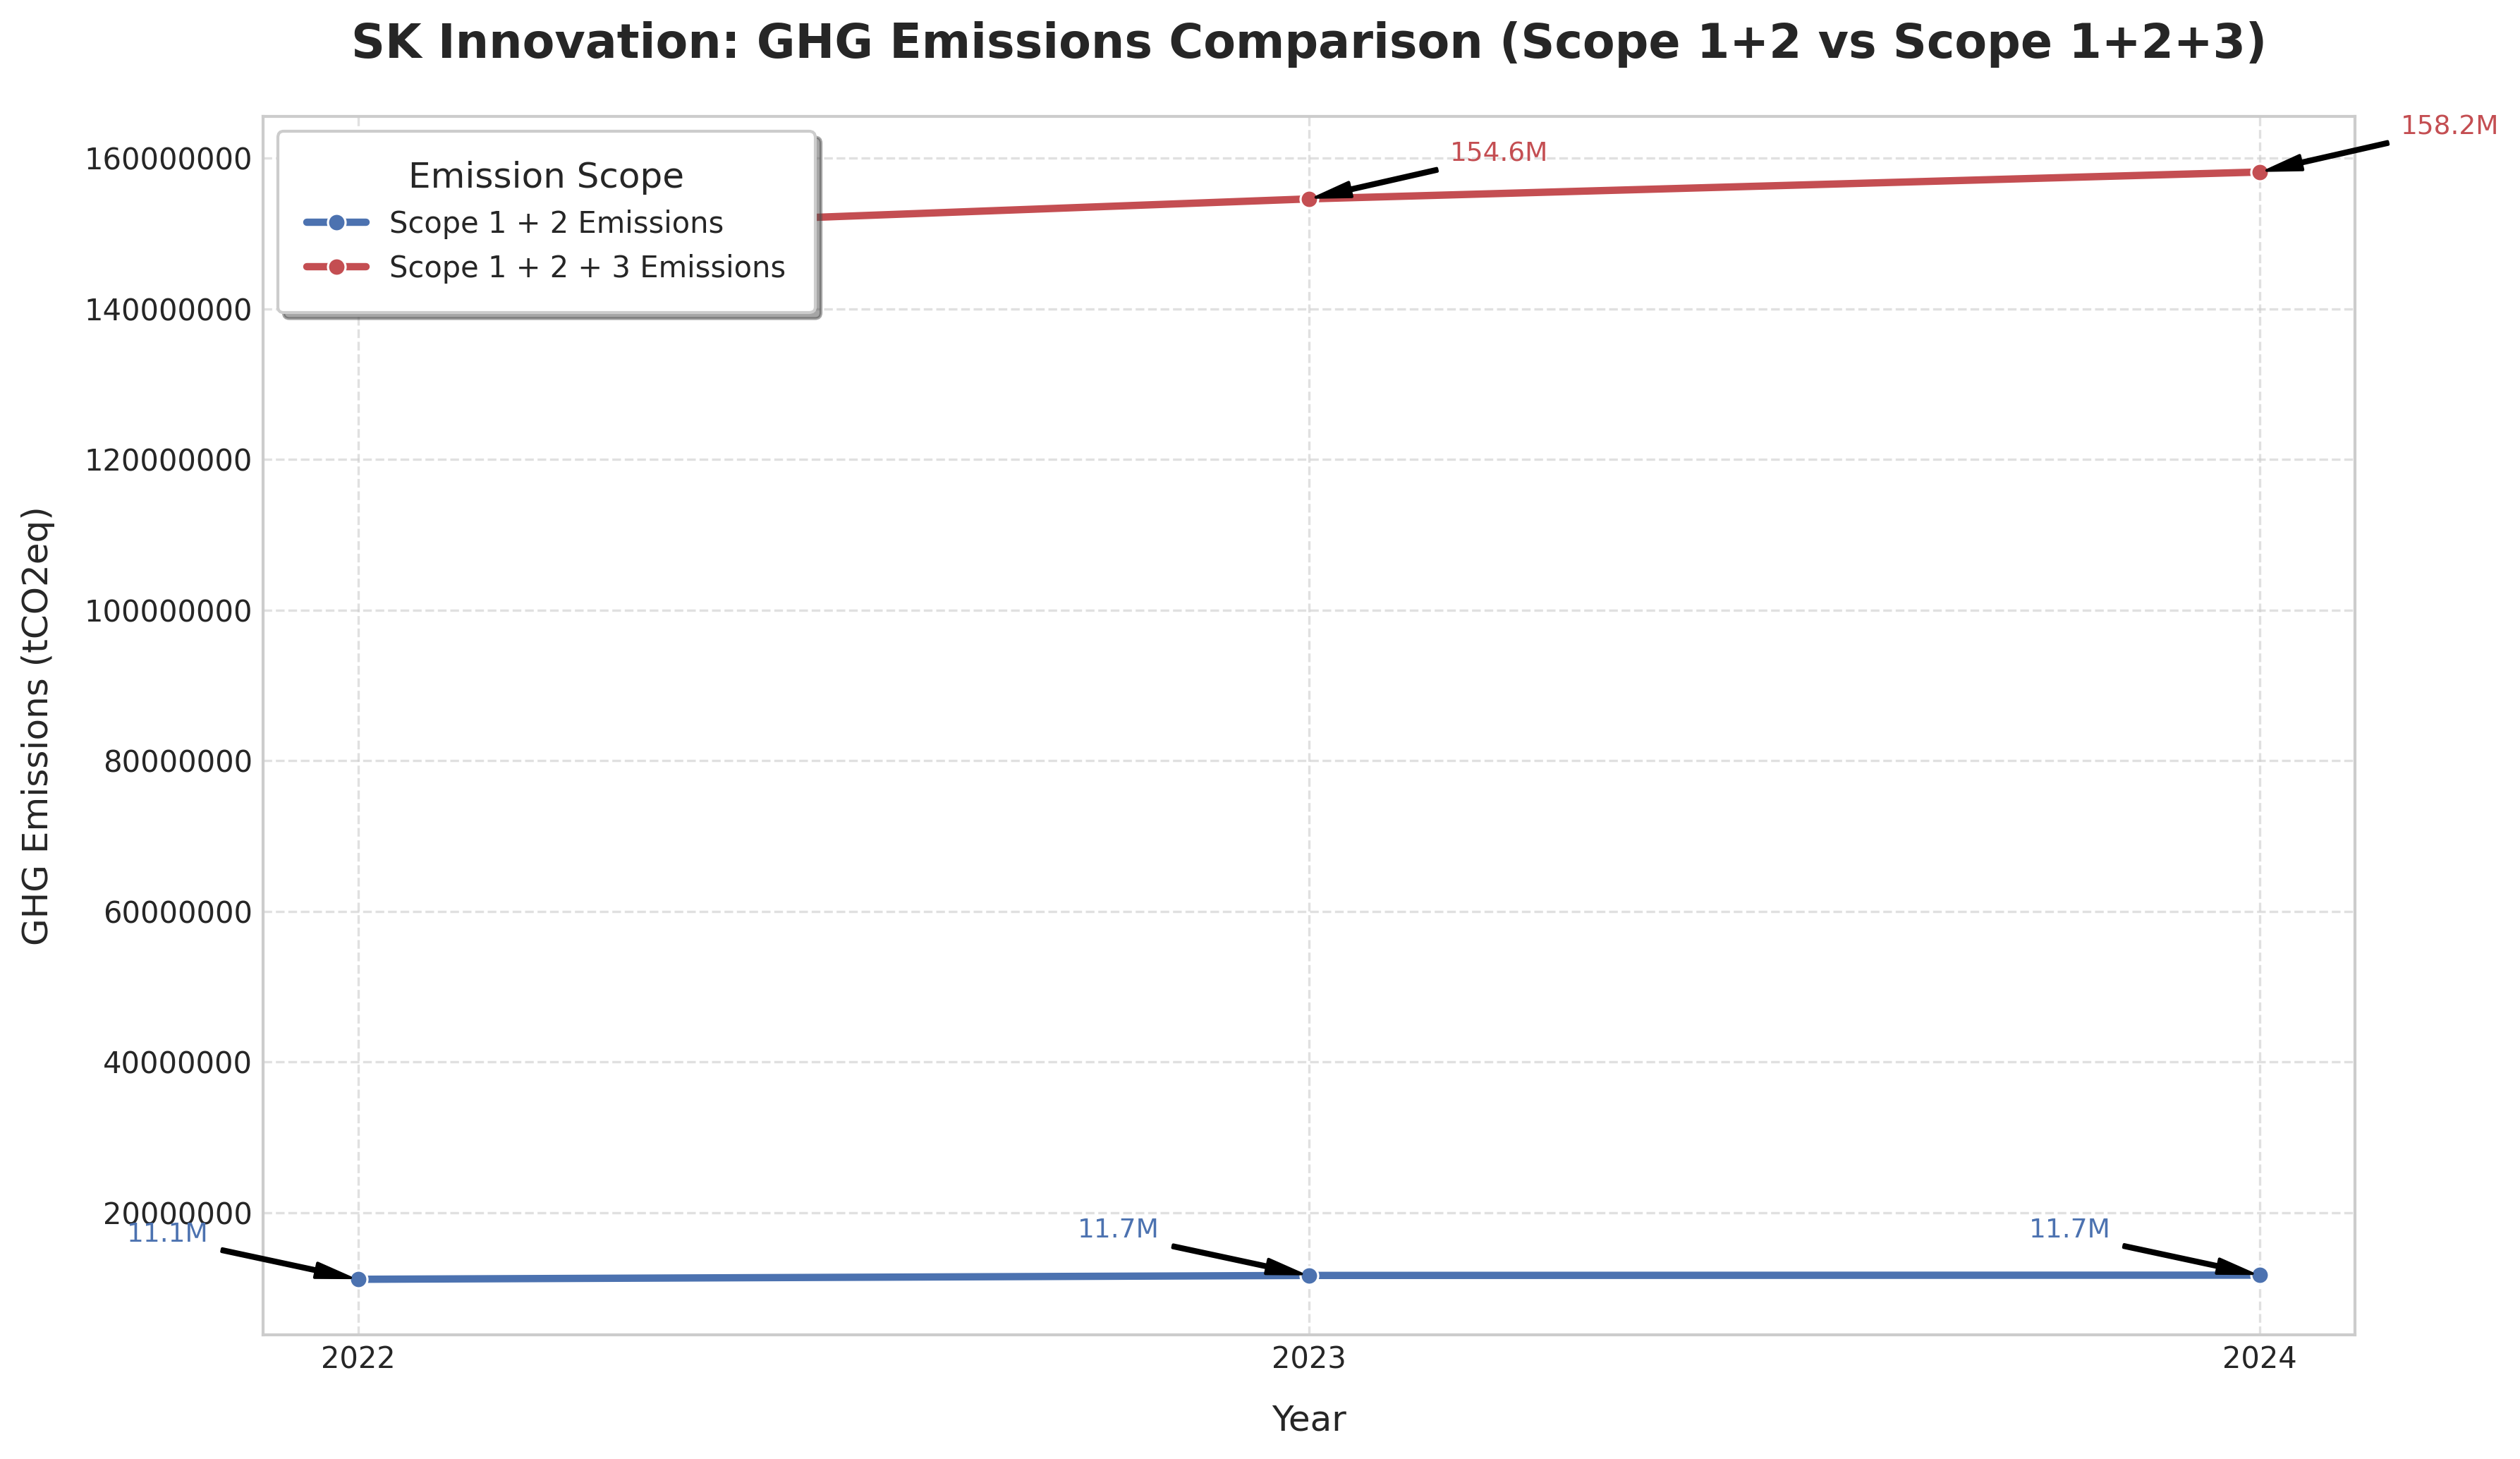 SK Innovation: GHG Emissions Comparison (Scope 1+2 vs Scope 1+2+3)
Emission Scope
Scope 1 + 2 Emissions
Scope 1 + 2 + 3 Emissions
154.6M
158.2M
160000000
140000000
120000000
100000000
80000000
60000000
40000000
20000000
GHG Emissions (tCO2eq)
11.1M
11.7M
11.7M
2022
2023
2024
Year